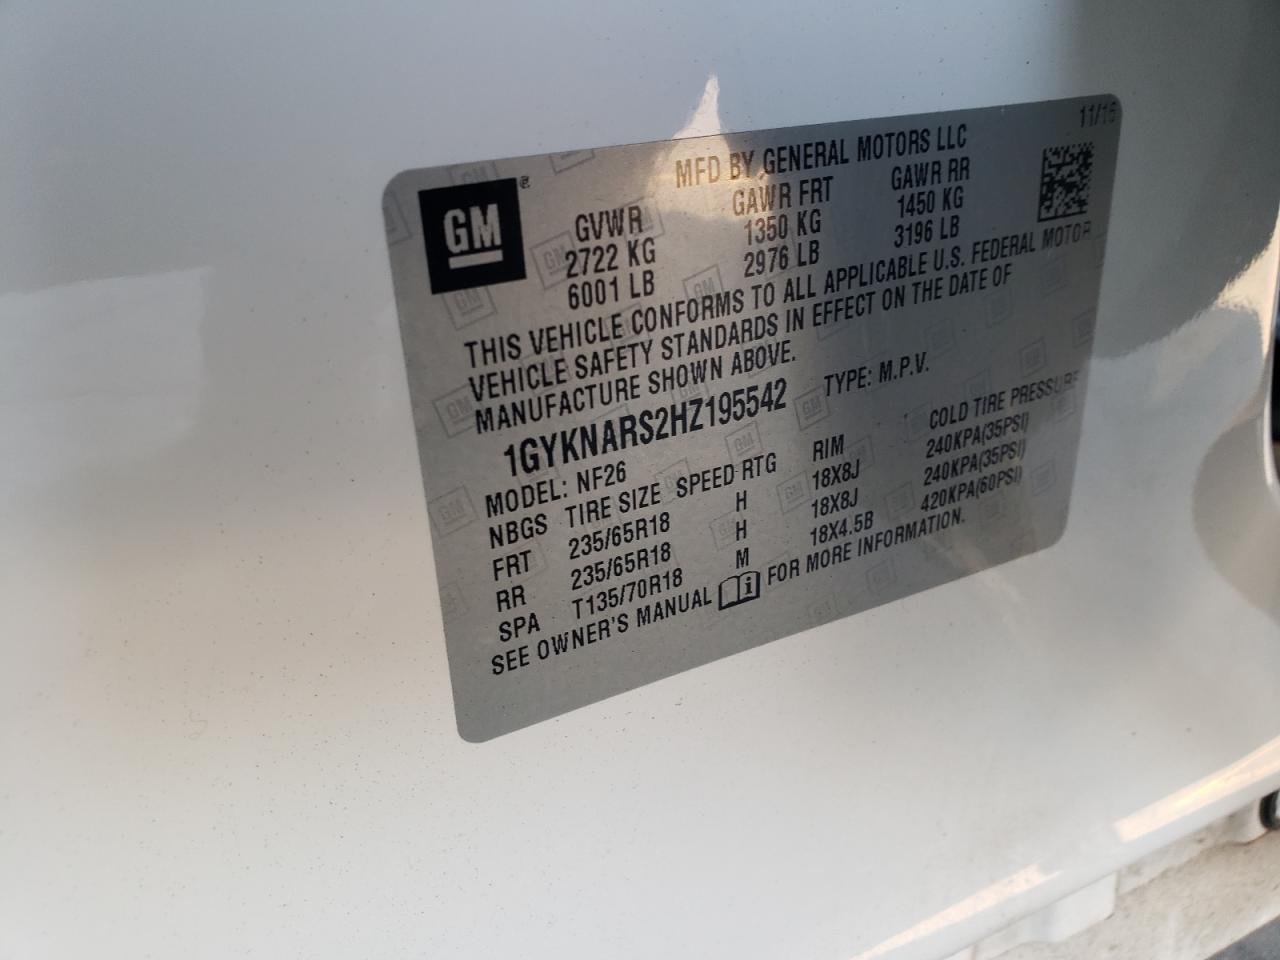 11/16
MFD BY GENERAL MOTORS LLC
GM
GVWR GAWR FRT GAWR RR
2722 KG 1350 KG 1450 KG
6001 LB 2976 LB 3196 LB
THIS VEHICLE CONFORMS TO ALL APPLICABLE U.S. FEDERAL MOTOR
VEHICLE SAFETY STANDARDS IN EFFECT ON THE DATE OF
MANUFACTURE SHOWN ABOVE.
1GYKNARS2HZ195542 TYPE: M.P.V.
MODEL: NF26
NBGS TIRE SIZE SPEED RTG RIM COLD TIRE PRESSURE
FRT 235/65R18 H 18X8J 240KPA(35PSI)
RR 235/65R18 H 18X8J 240KPA(35PSI)
SPA T135/70R18 M 18X4.5B 420KPA(60PSI)
SEE OWNER'S MANUAL FOR MORE INFORMATION.